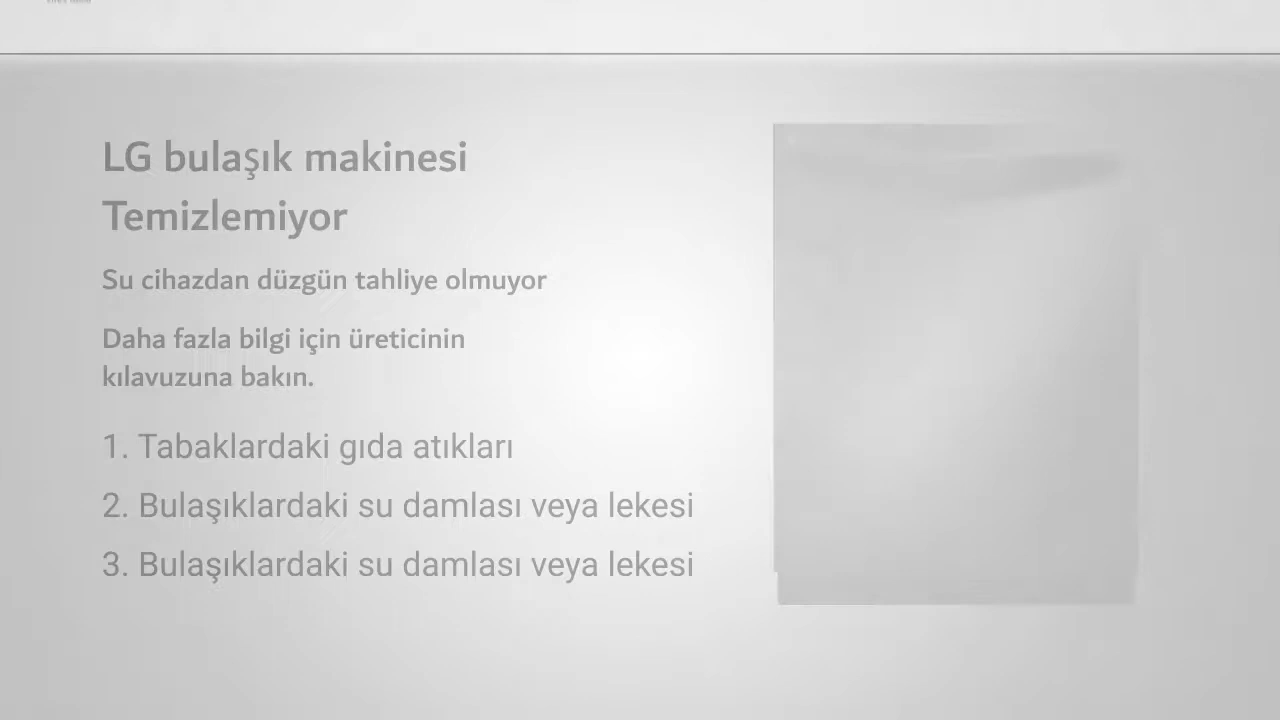 LG bulaşık makinesi
Temizlemiyor
Su cihazdan düzgün tahliye olmuyor
Daha fazla bilgi için üreticinin
kılavuzuna bakın.
1. Tabaklardaki gıda atıkları
2. Bulaşıklardaki su damlası veya lekesi
3. Bulaşıklardaki su damlası veya lekesi